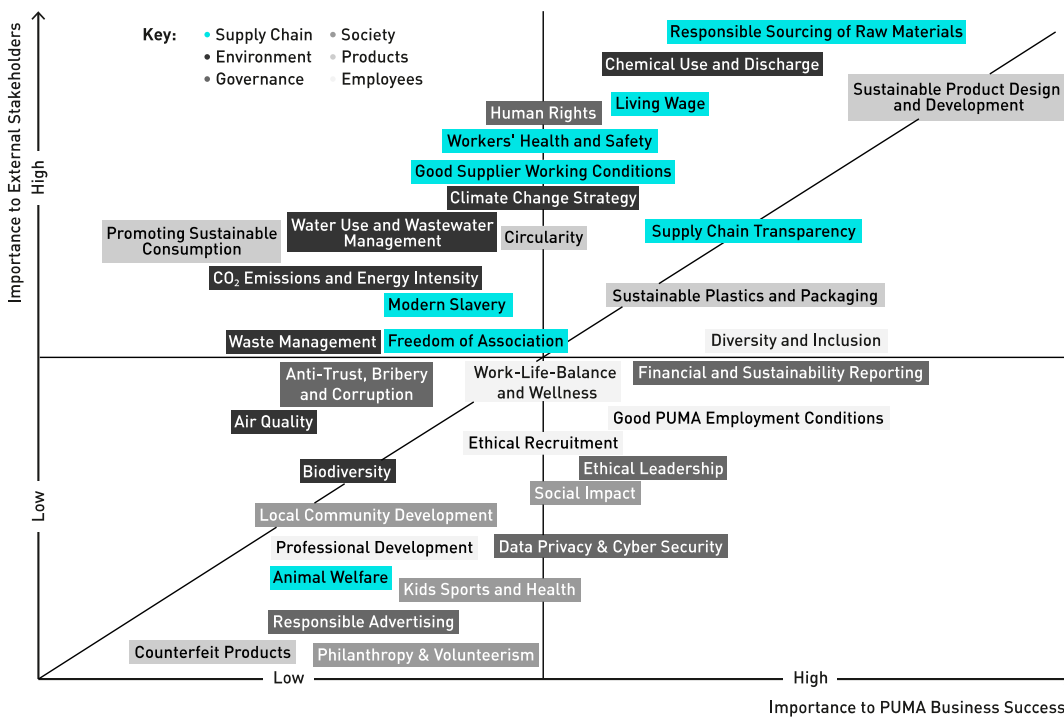 Importance to External Stakeholders
High
Low
Key:
• Supply Chain
• Environment
• Governance
• Society
• Products
• Employees
Responsible Sourcing of Raw Materials
Chemical Use and Discharge
Sustainable Product Design
and Development
Living Wage
Human Rights
Workers' Health and Safety
Good Supplier Working Conditions
Climate Change Strategy
Promoting Sustainable
Consumption
Water Use and Wastewater
Management
Circularity
Supply Chain Transparency
CO₂ Emissions and Energy Intensity
Modern Slavery
Sustainable Plastics and Packaging
Waste Management
Freedom of Association
Diversity and Inclusion
Anti-Trust, Bribery
and Corruption
Work-Life-Balance
and Wellness
Financial and Sustainability Reporting
Air Quality
Good PUMA Employment Conditions
Ethical Recruitment
Biodiversity
Ethical Leadership
Social Impact
Local Community Development
Professional Development
Data Privacy & Cyber Security
Animal Welfare
Kids Sports and Health
Responsible Advertising
Counterfeit Products
Philanthropy & Volunteerism
Low
High
Importance to PUMA Business Success